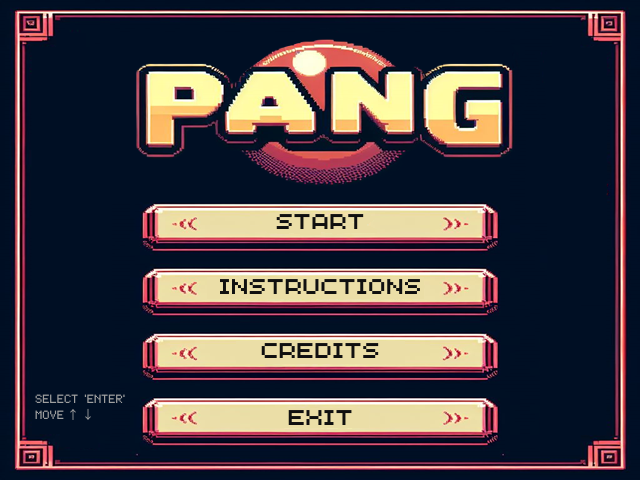 PANG
START
INSTRUCTIONS
CREDITS
EXIT
SELECT 'ENTER'
MOVE ↑ ↓